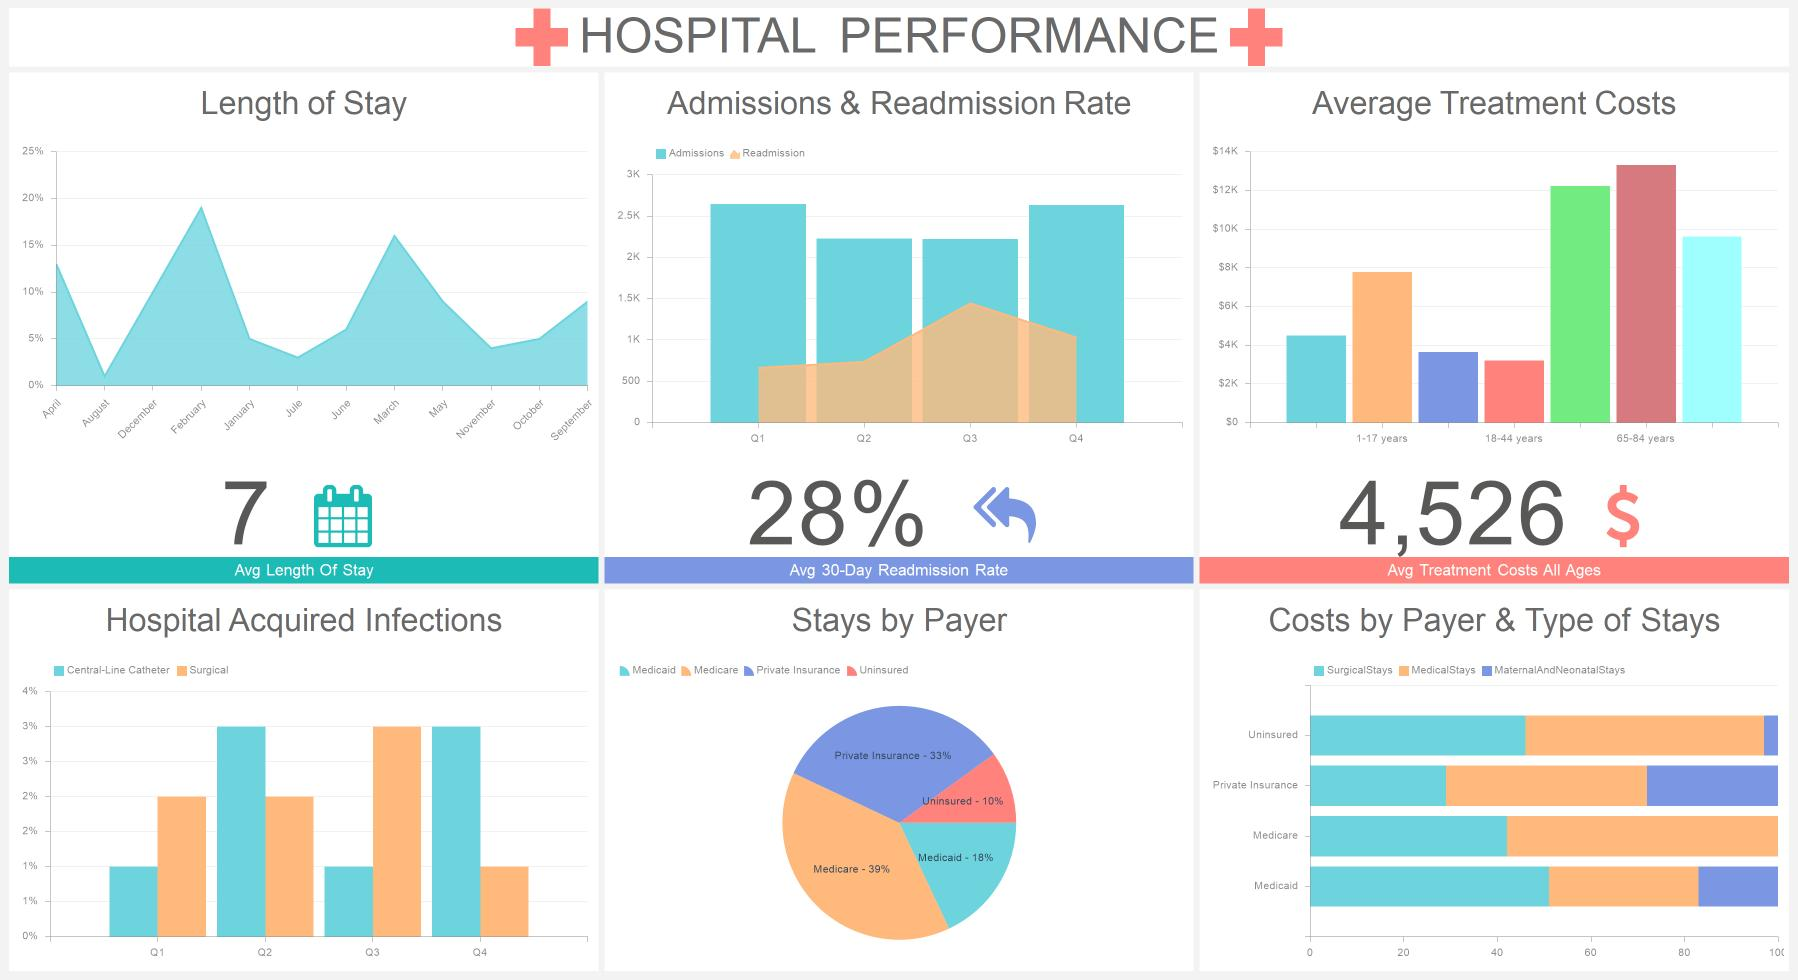 HOSPITAL PERFORMANCE
Length of Stay
25%
20%
15%
10%
5%
0%
April
August
December
February
January
Jule
June
March
May
November
October
September
7
Avg Length Of Stay
Admissions & Readmission Rate
Admissions Readmission
3K
2.5K
2K
1.5K
1K
500
0
Q1 Q2 Q3 Q4
28%
Avg 30-Day Readmission Rate
Average Treatment Costs
$14K
$12K
$10K
$8K
$6K
$4K
$2K
$0
1-17 years 18-44 years 65-84 years
4,526 $
Avg Treatment Costs All Ages
Hospital Acquired Infections
Central-Line Catheter Surgical
4%
3%
3%
2%
2%
1%
1%
0%
Q1 Q2 Q3 Q4
Stays by Payer
Medicaid Medicare Private Insurance Uninsured
Private Insurance - 33%
Uninsured - 10%
Medicaid - 18%
Medicare - 39%
Costs by Payer & Type of Stays
SurgicalStays MedicalStays MaternalAndNeonatalStays
Uninsured
Private Insurance
Medicare
Medicaid
0 20 40 60 80 100